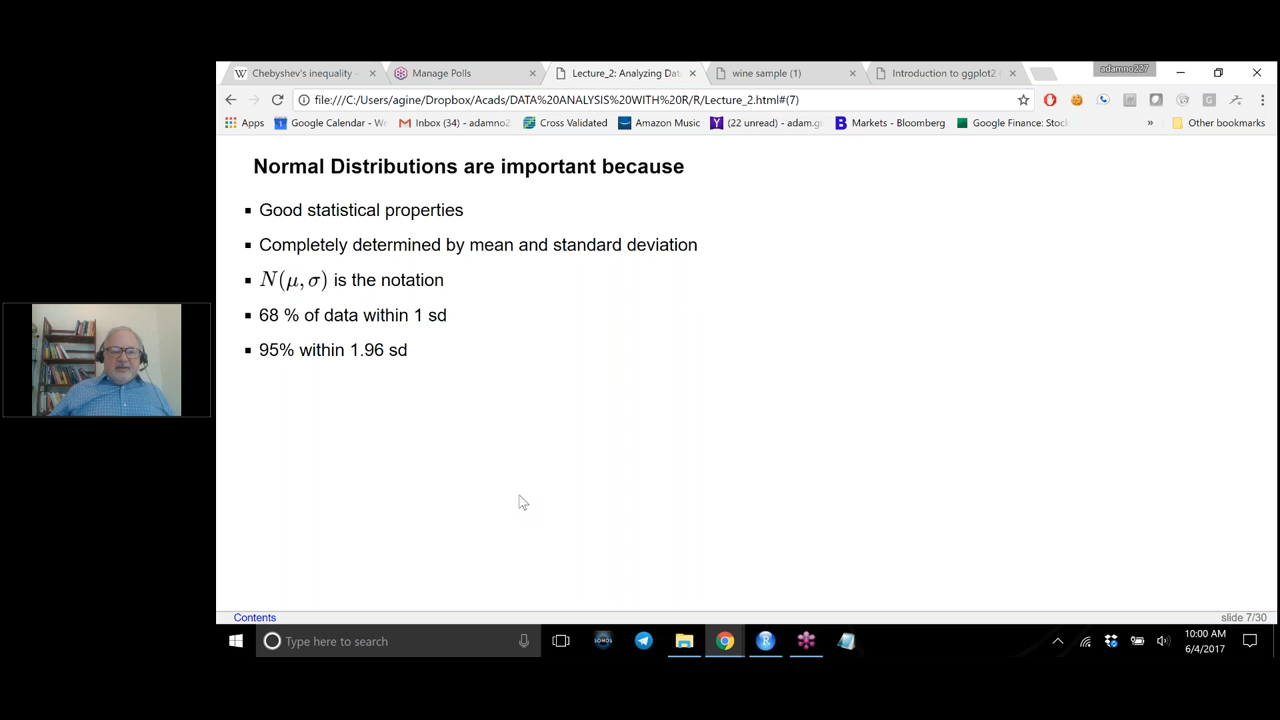 Chebyshev's inequality -
Manage Polls
Lecture_2: Analyzing Dat
wine sample (1)
Introduction to ggplot2 (
adamno227
file:///C:/Users/agine/Dropbox/Acads/DATA%20ANALYSIS%20WITH%20R/R/Lecture_2.html#(7)
Apps
Google Calendar - We
Inbox (34) - adamno2
Cross Validated
Amazon Music
(22 unread) - adam.g
Markets - Bloomberg
Google Finance: Stock
»
Other bookmarks
Normal Distributions are important because
Good statistical properties
Completely determined by mean and standard deviation
N(μ, σ) is the notation
68 % of data within 1 sd
95% within 1.96 sd
Contents
slide 7/30
Type here to search
10:00 AM
6/4/2017